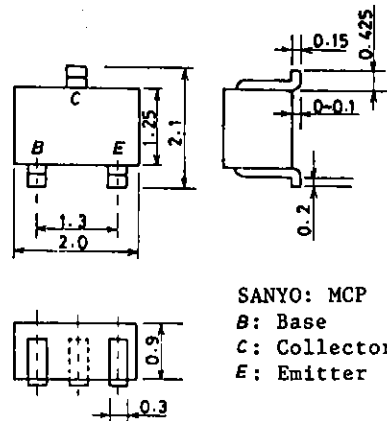 0.15
0.425
C
1.25
2.1
0~0.1
B E
1.3
2.0
0.2
SANYO: MCP
B: Base
C: Collector
E: Emitter
0.9
0.3